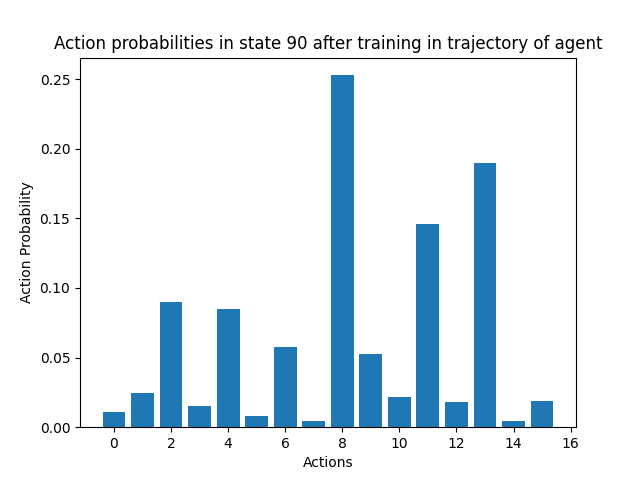 Action probabilities in state 90 after training in trajectory of agent
0.25
0.20
0.15
0.10
0.05
0.00
Action Probability
0 2 4 6 8 10 12 14 16
Actions